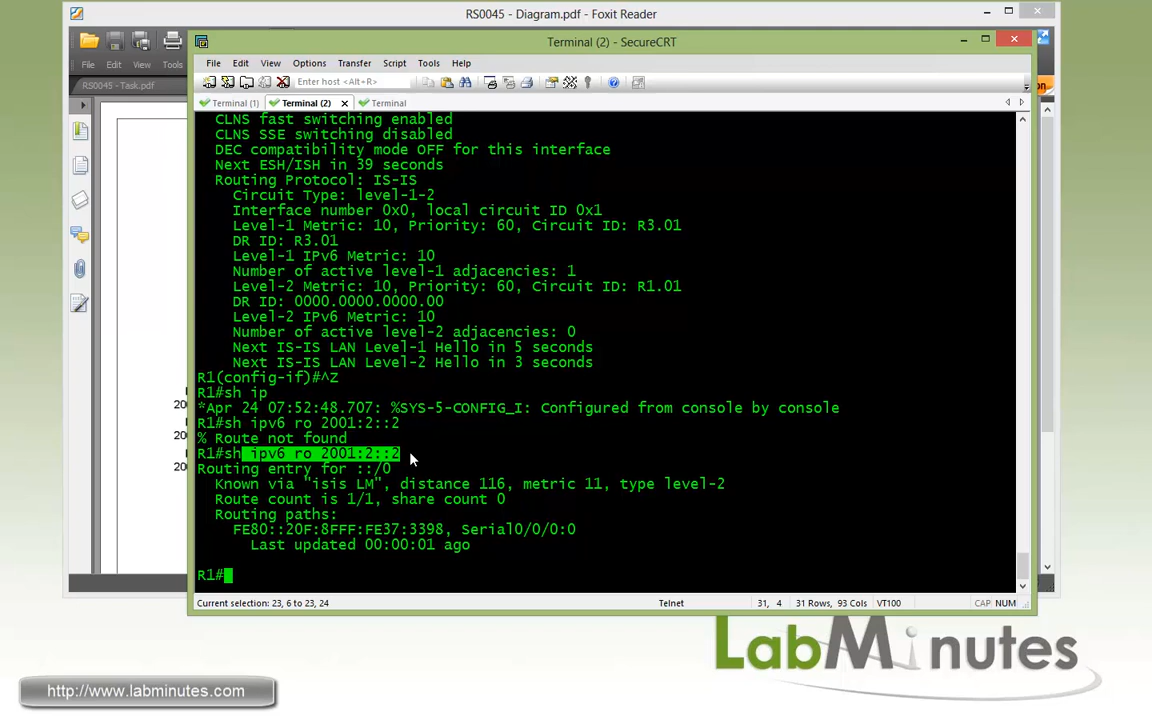 RS0045 - Diagram.pdf - Foxit Reader
Terminal (2) - SecureCRT
File Edit View Tools
File Edit View Options Transfer Script Tools Help
Enter host <Alt+R>
RS0045 - Task.pdf
Terminal (1) Terminal (2) Terminal
on
CLNS fast switching enabled
CLNS SSE switching disabled
DEC compatibility mode OFF for this interface
Next ESH/ISH in 39 seconds
Routing Protocol: IS-IS
Circuit Type: level-1-2
Interface number 0x0, local circuit ID 0x1
Level-1 Metric: 10, Priority: 60, Circuit ID: R3.01
DR ID: R3.01
Level-1 IPv6 Metric: 10
Number of active level-1 adjacencies: 1
Level-2 Metric: 10, Priority: 60, Circuit ID: R1.01
DR ID: 0000.0000.0000.00
Level-2 IPv6 Metric: 10
Number of active level-2 adjacencies: 0
Next IS-IS LAN Level-1 Hello in 5 seconds
Next IS-IS LAN Level-2 Hello in 3 seconds
R1(config-if)#^Z
R1#sh ip
*Apr 24 07:52:48.707: %SYS-5-CONFIG_I: Configured from console by console
R1#sh ipv6 ro 2001:2::2
% Route not found
R1#sh ipv6 ro 2001:2::2
Routing entry for ::/0
Known via "isis LM", distance 116, metric 11, type level-2
Route count is 1/1, share count 0
Routing paths:
FE80::20F:8FFF:FE37:3398, Serial0/0/0:0
Last updated 00:00:01 ago
R1#
200
200
Current selection: 23, 6 to 23, 24 Telnet 31, 4 31 Rows, 93 Cols VT100 CAP NUM
LabMinutes
http://www.labminutes.com